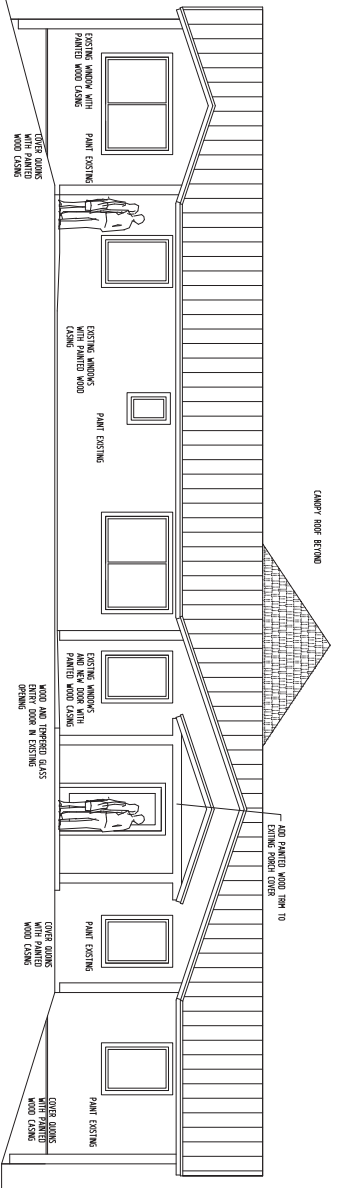 CANOPY ROOF BEYOND
ADD PAINTED WOOD TRIM TO
EXITING PORCH COVER
EXISTING WINDOW WITH
PAINTED WOOD CASING
PAINT EXISTING
COVER QUOINS
WITH PAINTED
WOOD CASING
EXISTING WINDOWS
WITH PAINTED WOOD
CASING
PAINT EXISTING
EXISTING WINDOWS
AND NEW DOOR WITH
PAINTED WOOD CASING
WOOD AND TEMPERED GLASS
ENTRY DOOR IN EXISTING
OPENING
PAINT EXISTING
COVER QUOINS
WITH PAINTED
WOOD CASING
PAINT EXISTING
COVER QUOINS
WITH PAINTED
WOOD CASING